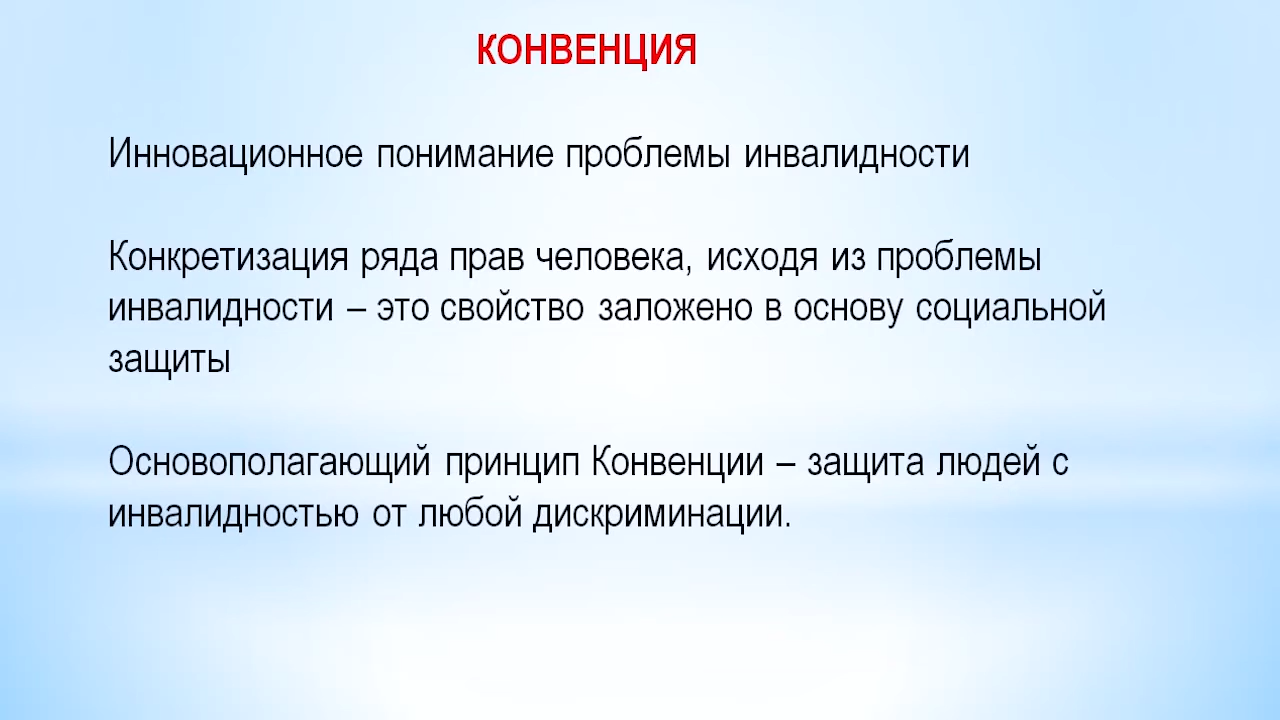 КОНВЕНЦИЯ
Инновационное понимание проблемы инвалидности
Конкретизация ряда прав человека, исходя из проблемы
инвалидности – это свойство заложено в основу социальной
защиты
Основополагающий принцип Конвенции – защита людей с
инвалидностью от любой дискриминации.